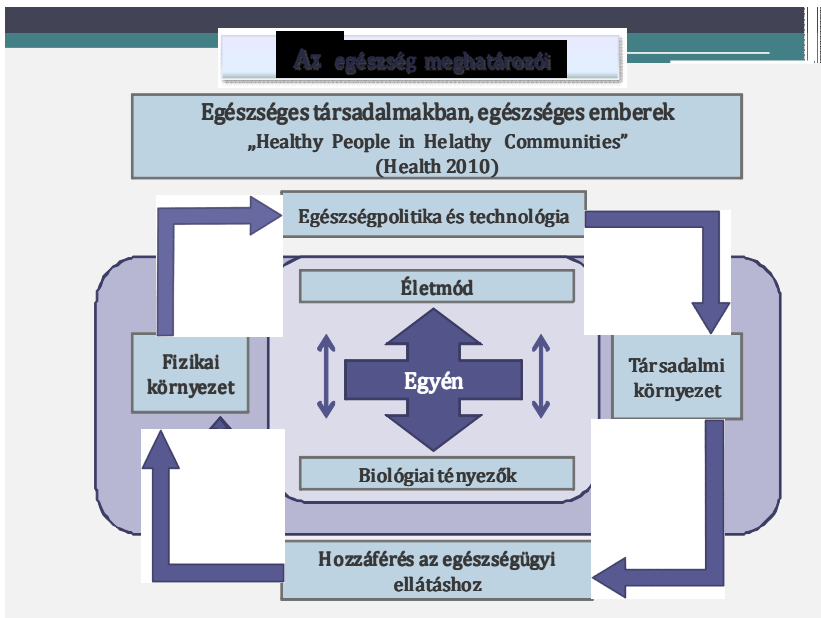 Az egészség meghatározói
Egészséges társadalmakban, egészséges emberek
„Healthy People in Helathy Communities”
(Health 2010)
Egészségpolitika és technológia
Életmód
Fizikai
környezet
Egyén
Társadalmi
környezet
Biológiai tényezők
Hozzáférés az egészségügyi
ellátáshoz